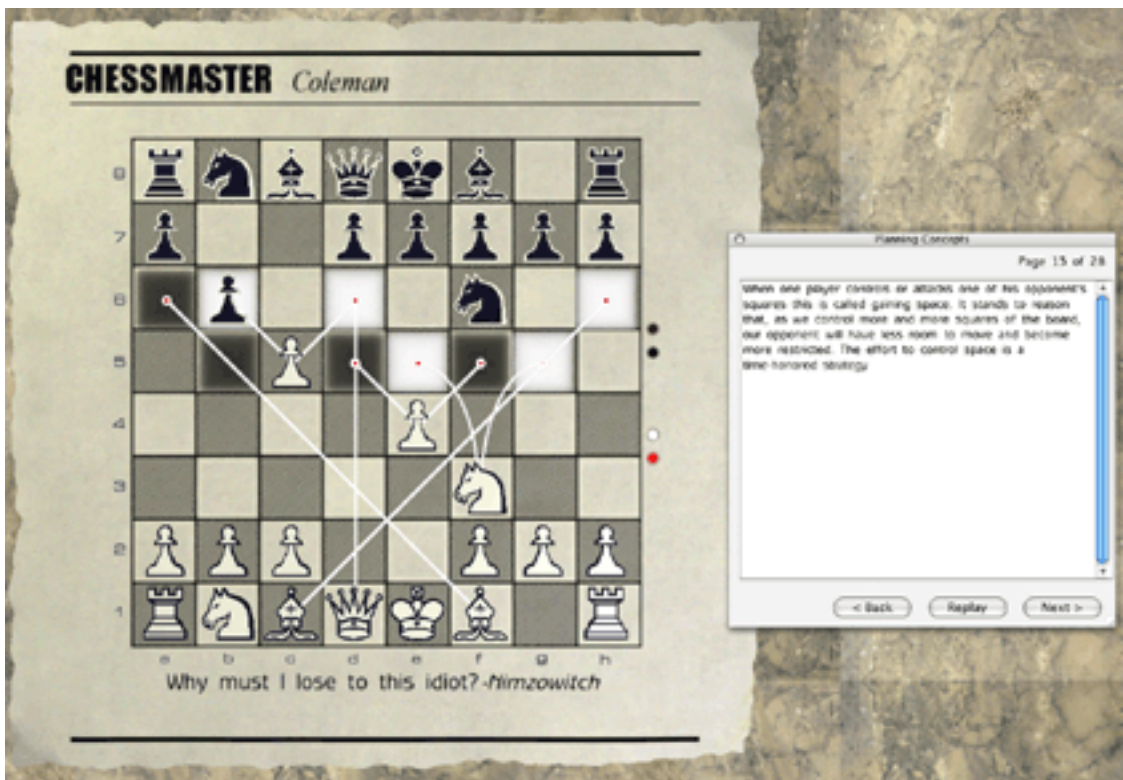 CHESSMASTER Coleman
8
7
6
5
4
3
2
1
a b c d e f g h
Why must I lose to this idiot? -Nimzowitch
Planning Concepts
Page 15 of 26
When one player controls or attacks one of his opponent's
squares this is called gaining space. It stands to reason
that, as we control more and more squares of the board,
our opponent will have less room to move and become
more restricted. The effort to control space is a
time-honored strategy
< Back Replay Next >